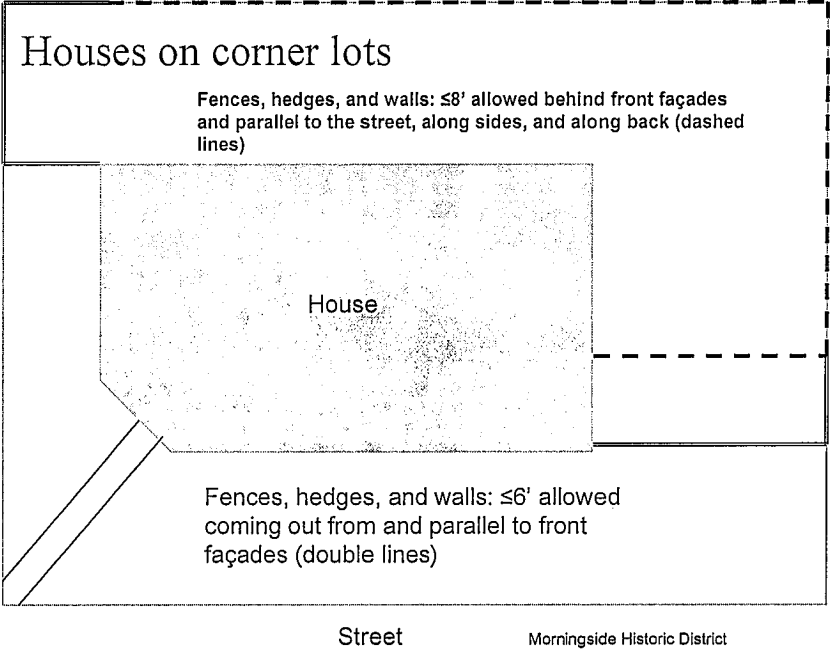 Houses on corner lots
Fences, hedges, and walls: ≤8' allowed behind front façades
and parallel to the street, along sides, and along back (dashed
lines)
House
Fences, hedges, and walls: ≤6' allowed
coming out from and parallel to front
façades (double lines)
Street
Morningside Historic District